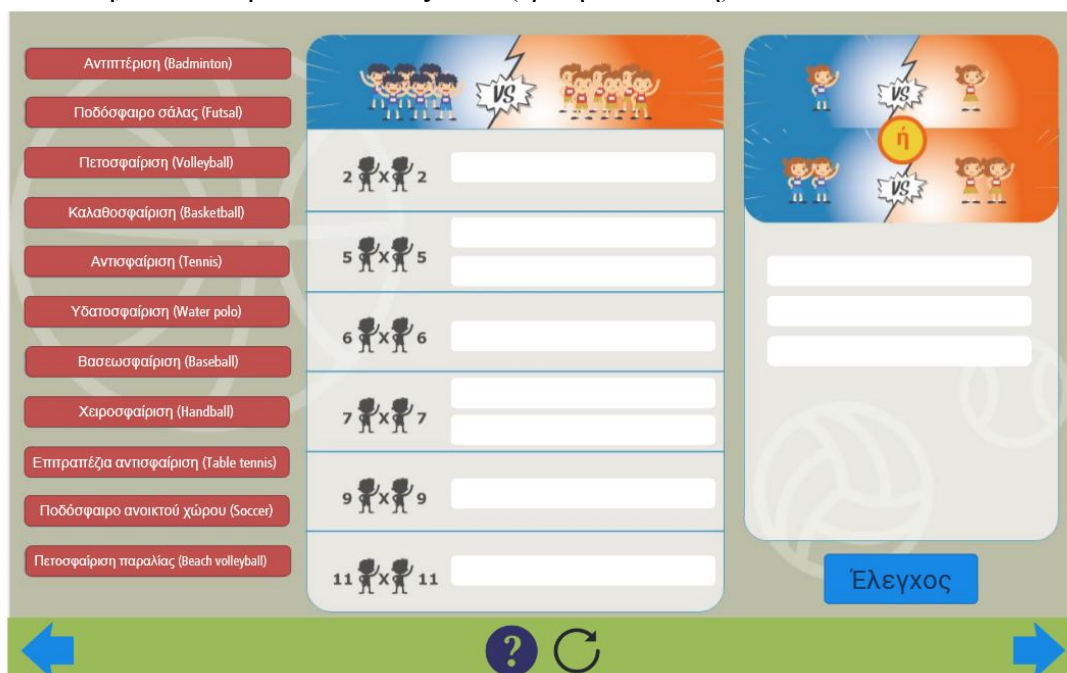 Αντιπτέριση (Badminton)
Ποδόσφαιρο σάλας (Futsal)
Πετοσφαίριση (Volleyball)
Καλαθοσφαίριση (Basketball)
Αντισφαίριση (Tennis)
Υδατοσφαίριση (Water polo)
Βασεωσφαίριση (Baseball)
Χειροσφαίριση (Handball)
Επιτραπέζια αντισφαίριση (Table tennis)
Ποδόσφαιρο ανοικτού χώρου (Soccer)
Πετοσφαίριση παραλίας (Beach volleyball)
VS
2 X 2
5 X 5
6 X 6
7 X 7
9 X 9
11 X 11
VS
ή
VS
Έλεγχος
?